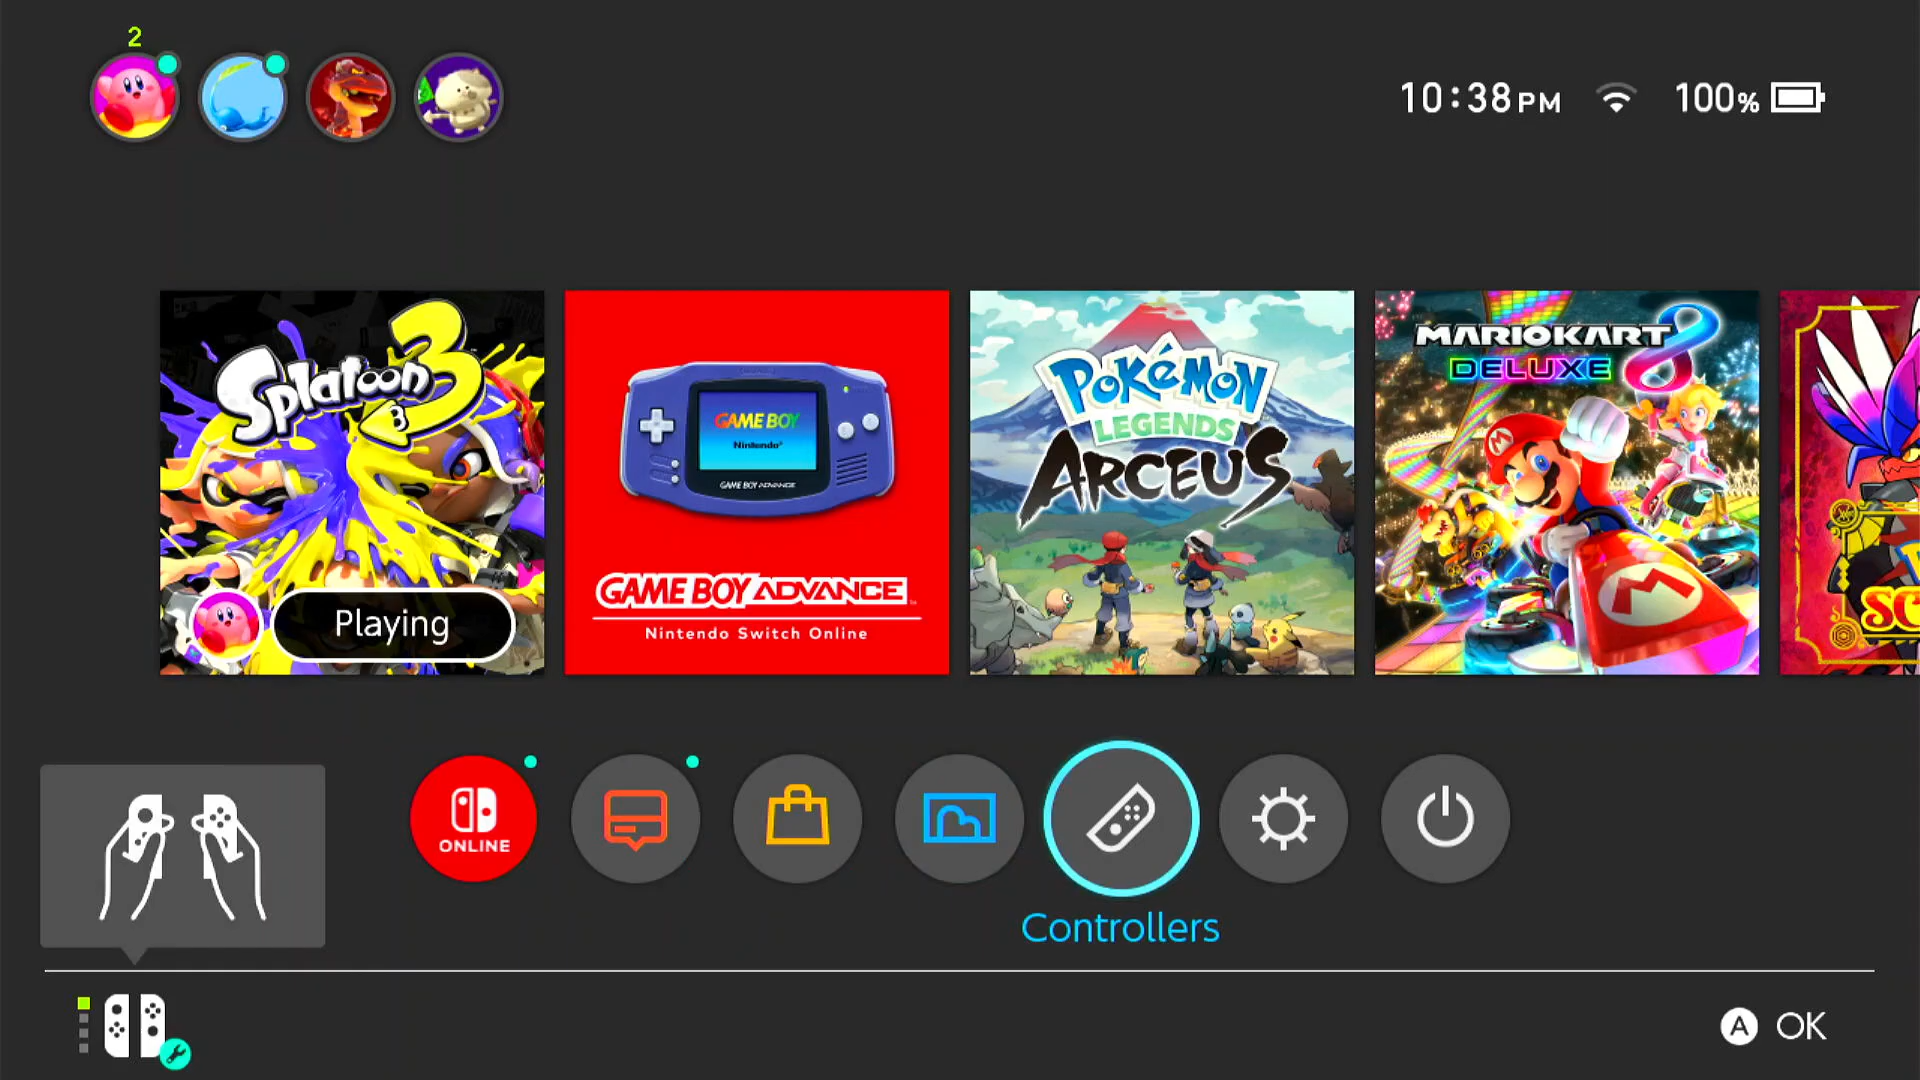 2
10:38 PM
100%
Splatoon 3
Playing
GAME BOY
Nintendo
GAME BOY ADVANCE
GAME BOY ADVANCE
Nintendo Switch Online
POKéMON
LEGENDS
ARCEUS
MARIOKART 8
DELUXE
M
M
SC
ONLINE
Controllers
A OK